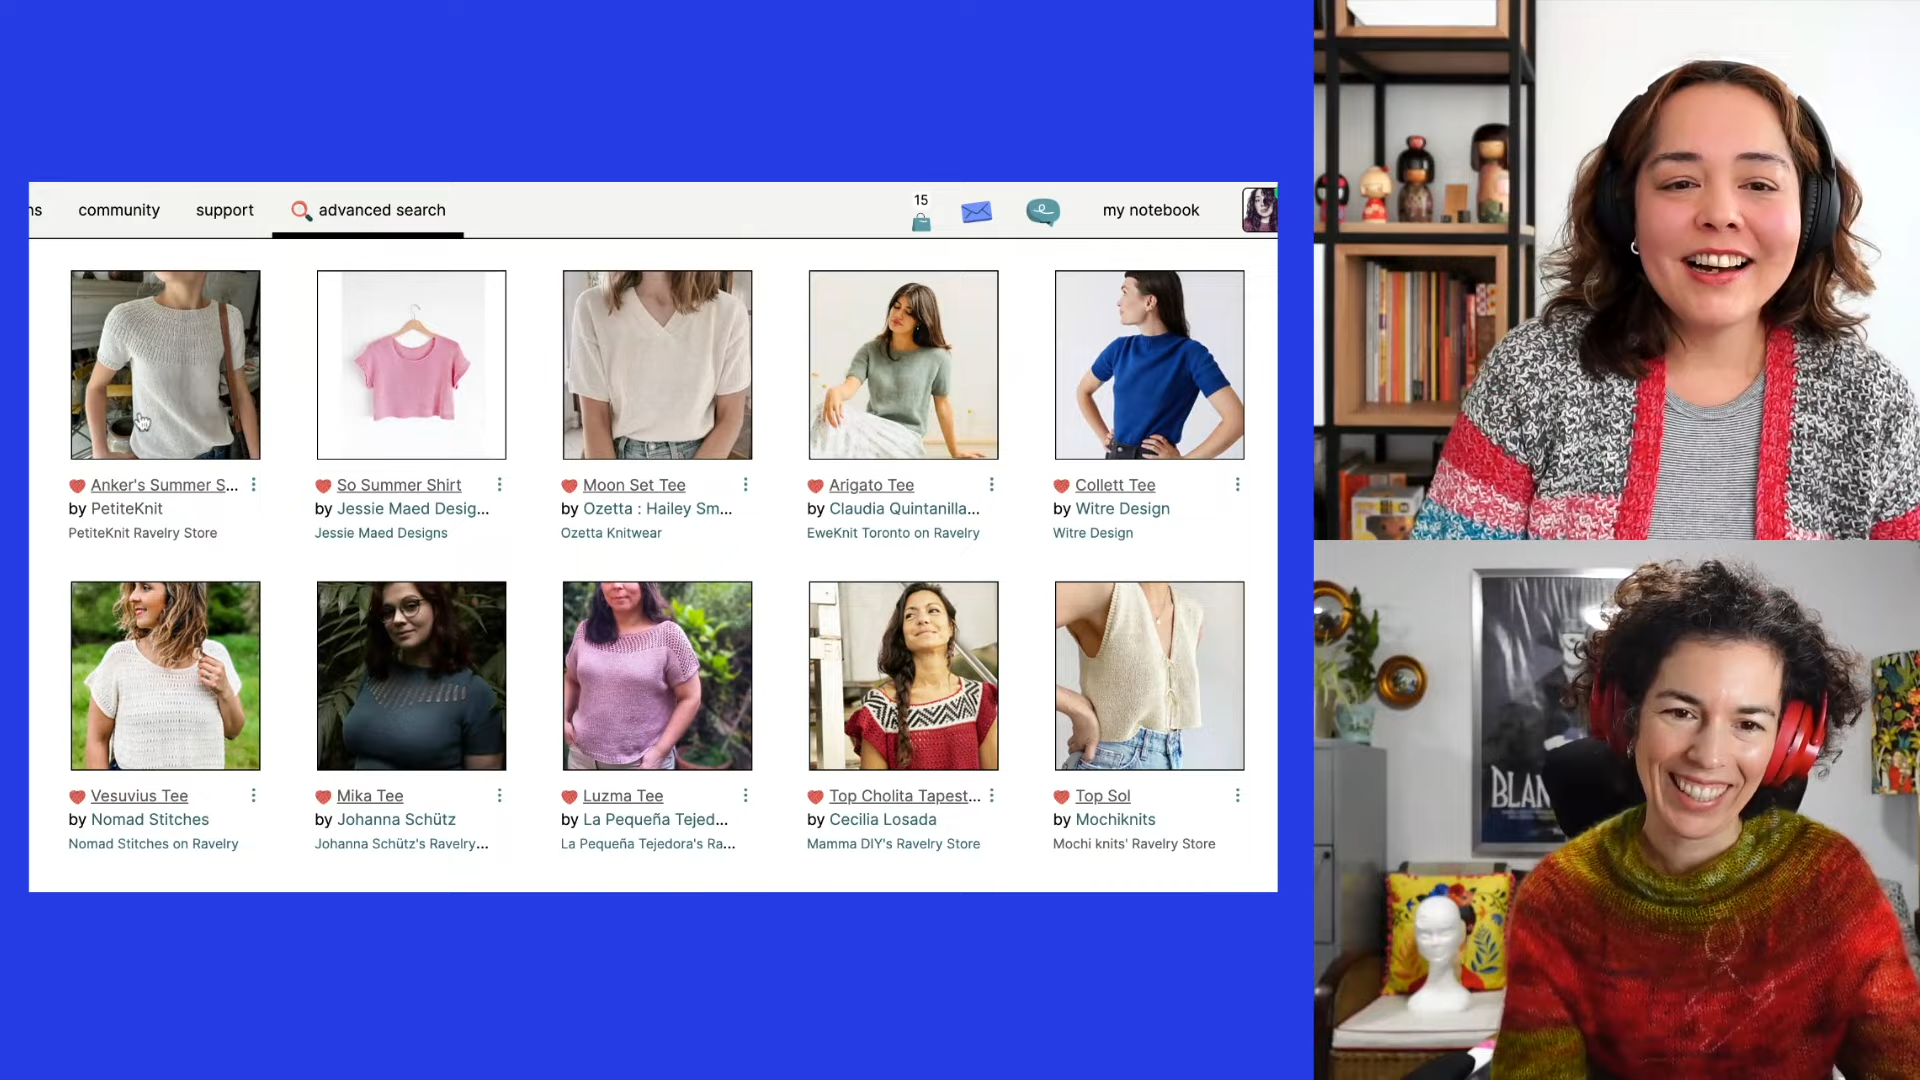 ns community support advanced search 15 my notebook
Anker's Summer S... So Summer Shirt Moon Set Tee Arigato Tee Collett Tee
by PetiteKnit by Jessie Maed Desig... by Ozetta : Hailey Sm... by Claudia Quintanilla... by Witre Design
PetiteKnit Ravelry Store Jessie Maed Designs Ozetta Knitwear EweKnit Toronto on Ravelry Witre Design
Vesuvius Tee Mika Tee Luzma Tee Top Cholita Tapest... Top Sol
by Nomad Stitches by Johanna Schütz by La Pequeña Tejed... by Cecilia Losada by Mochiknits
Nomad Stitches on Ravelry Johanna Schütz's Ravelry... La Pequeña Tejedora's Ra... Mamma DIY's Ravelry Store Mochi knits' Ravelry Store
BLAN